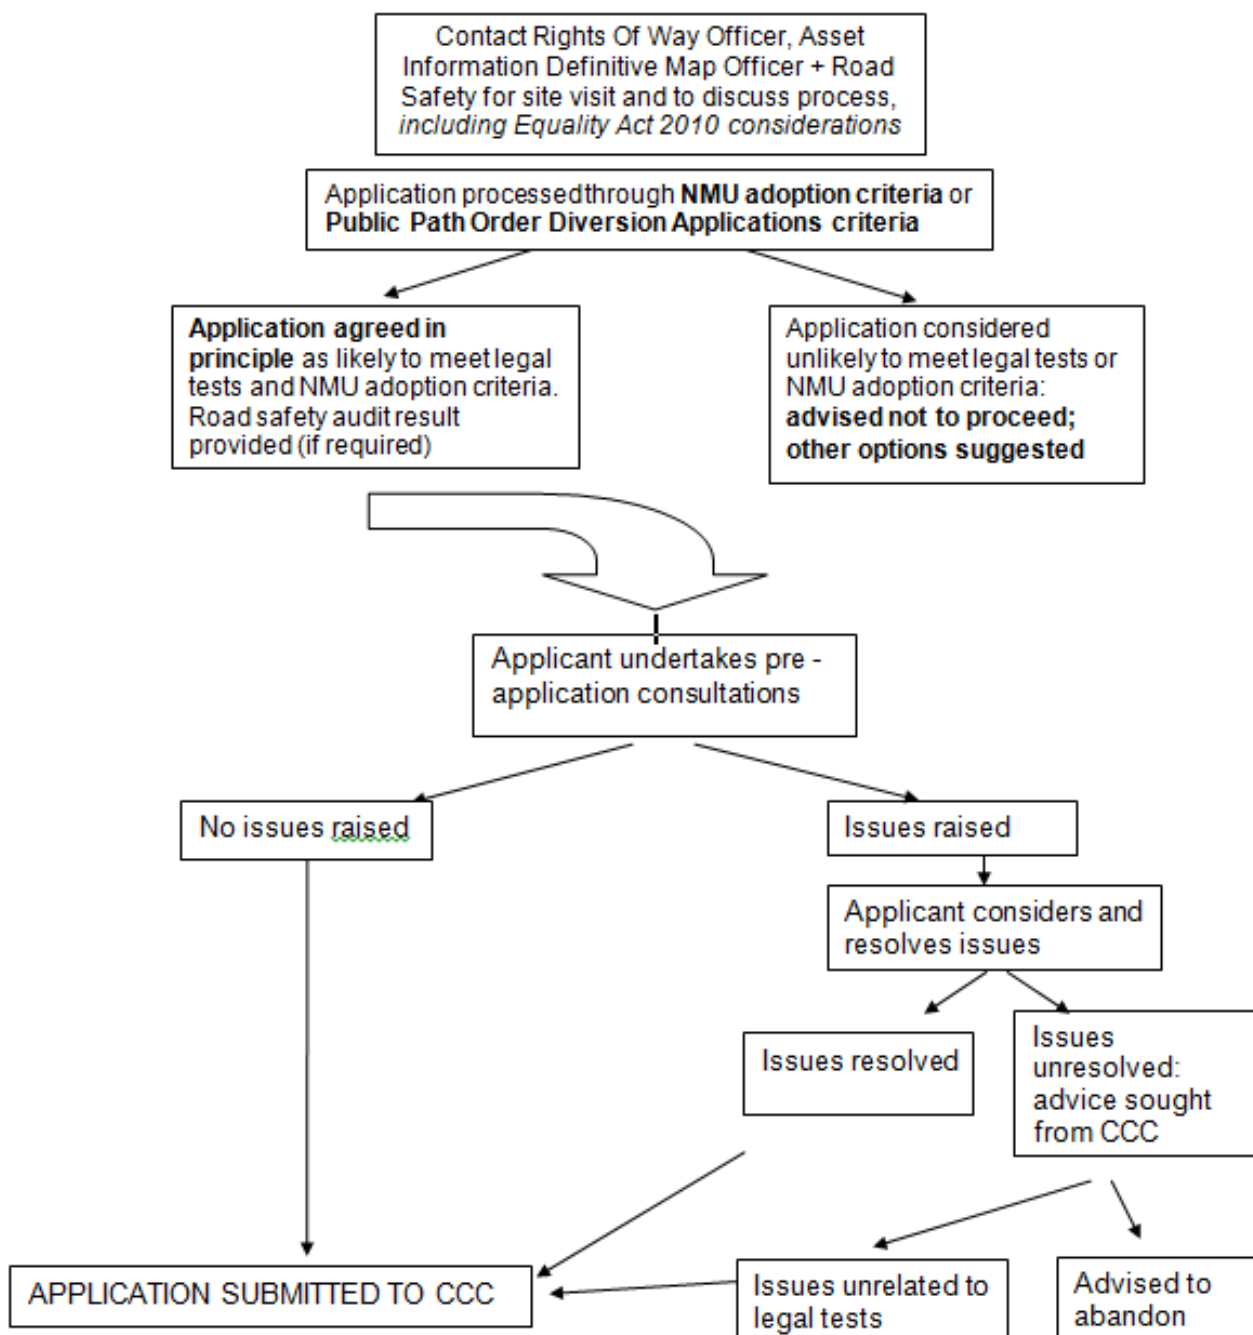 Contact Rights Of Way Officer, Asset
Information Definitive Map Officer + Road
Safety for site visit and to discuss process,
including Equality Act 2010 considerations
Application processed through NMU adoption criteria or
Public Path Order Diversion Applications criteria
Application agreed in
principle as likely to meet legal
tests and NMU adoption criteria.
Road safety audit result
provided (if required)
Application considered
unlikely to meet legal tests or
NMU adoption criteria:
advised not to proceed;
other options suggested
Applicant undertakes pre -
application consultations
No issues raised
Issues raised
Applicant considers and
resolves issues
Issues resolved
Issues
unresolved:
advice sought
from CCC
APPLICATION SUBMITTED TO CCC
Issues unrelated to
legal tests
Advised to
abandon